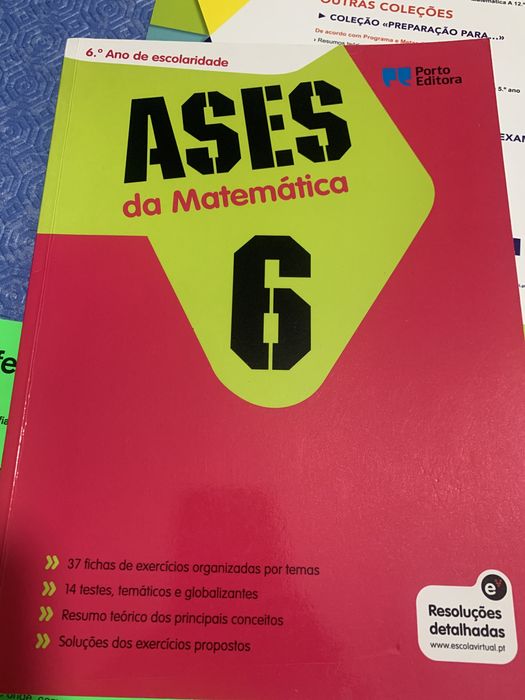 OUTRAS COLEÇÕES
► COLEÇÃO «PREPARAÇÃO PARA...»
6.º Ano de escolaridade
Porto
Editora
5.º ano
ASES
da Matemática
6
37 fichas de exercícios organizadas por temas
14 testes, temáticos e globalizantes
Resumo teórico dos principais conceitos
Soluções dos exercícios propostos
e
Resoluções
detalhadas
www.escolavirtual.pt